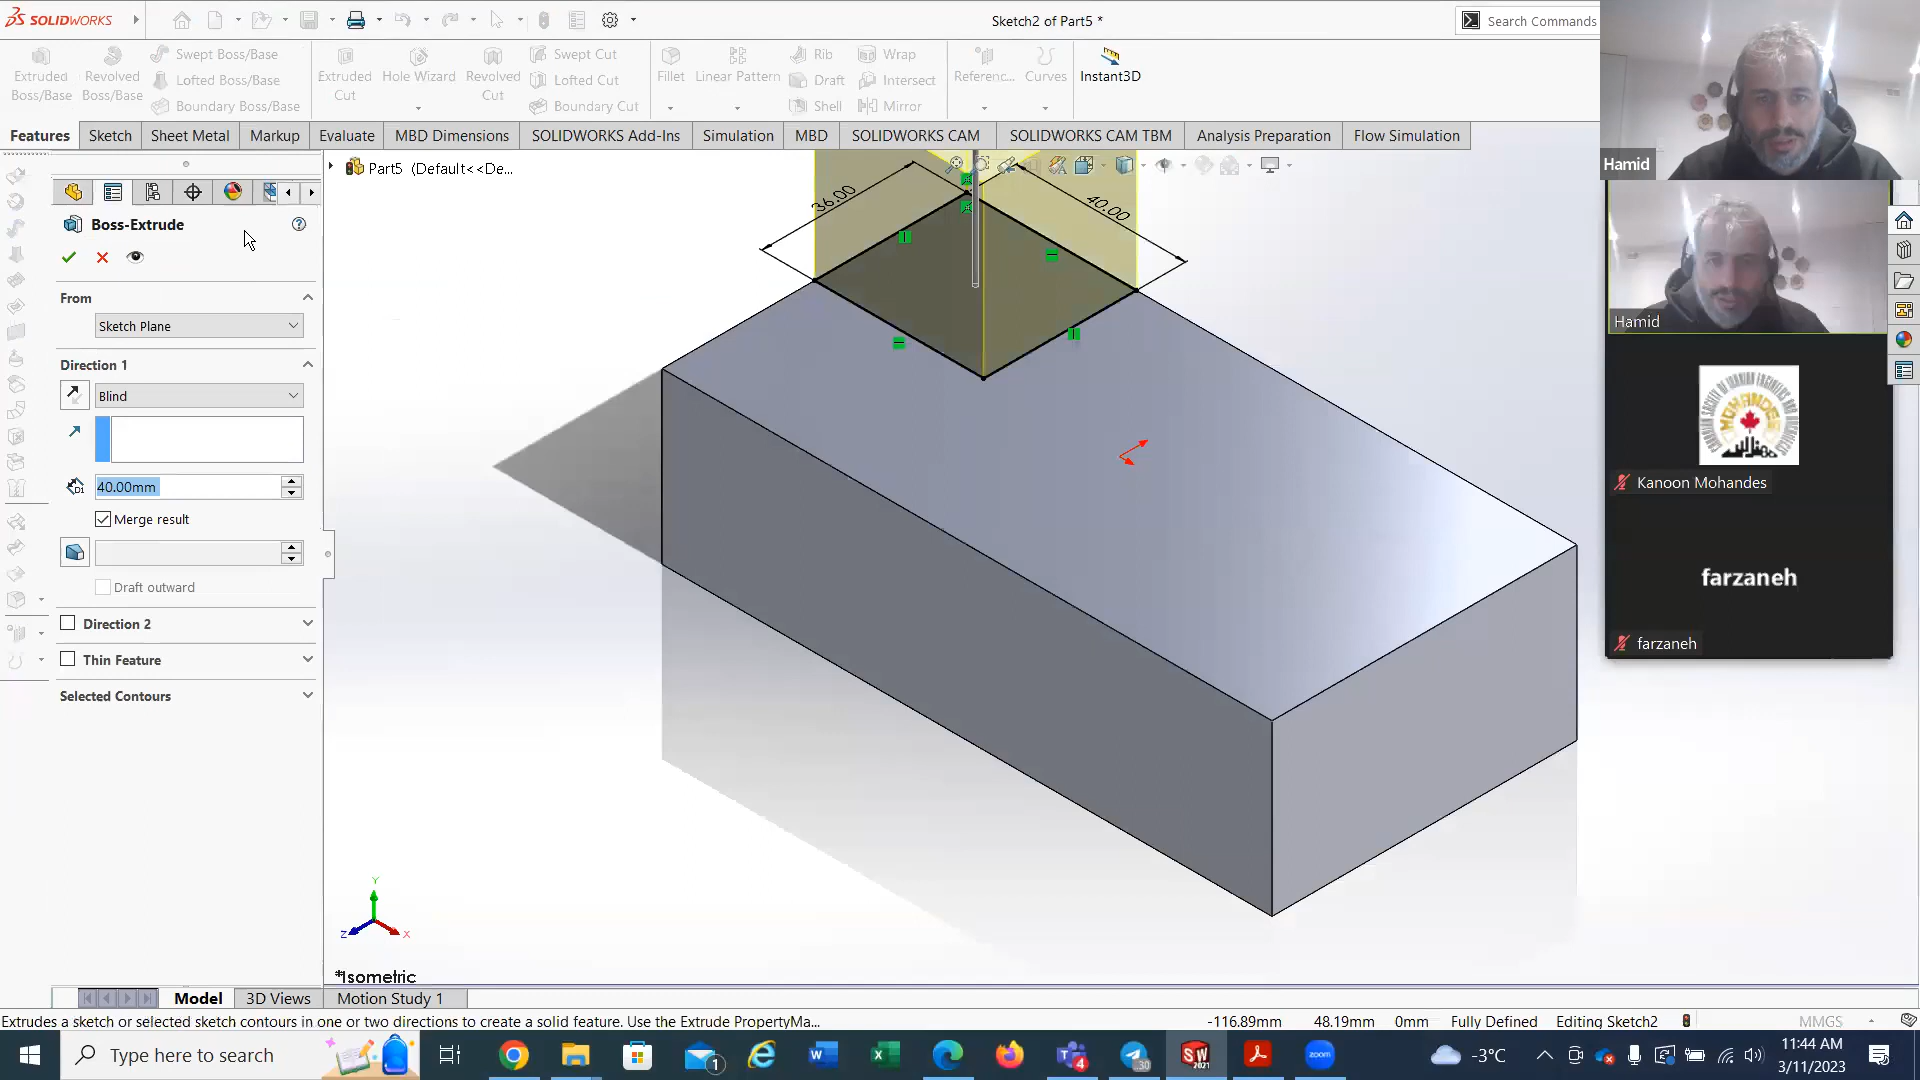 SOLIDWORKS
Sketch2 of Part5 *
Search Commands
Extruded Boss/Base
Revolved Boss/Base
Swept Boss/Base
Lofted Boss/Base
Boundary Boss/Base
Extruded Cut
Hole Wizard
Revolved Cut
Swept Cut
Lofted Cut
Boundary Cut
Fillet
Linear Pattern
Rib
Draft
Shell
Wrap
Intersect
Mirror
Referenc...
Curves
Instant3D
Features
Sketch
Sheet Metal
Markup
Evaluate
MBD Dimensions
SOLIDWORKS Add-Ins
Simulation
MBD
SOLIDWORKS CAM
SOLIDWORKS CAM TBM
Analysis Preparation
Flow Simulation
Part5 (Default<<De...
Boss-Extrude
From
Sketch Plane
Direction 1
Blind
40.00mm
Merge result
Draft outward
Direction 2
Thin Feature
Selected Contours
36.00
40.00
Y
Z
X
*Isometric
Hamid
Hamid
MOHANDES
Kanoon Mohandes
farzaneh
farzaneh
Model
3D Views
Motion Study 1
Extrudes a sketch or selected sketch contours in one or two directions to create a solid feature. Use the Extrude PropertyMa...
-116.89mm
48.19mm
0mm
Fully Defined
Editing Sketch2
MMGS
Type here to search
1
4
30
SW
2021
zoom
-3°C
11:44 AM
3/11/2023